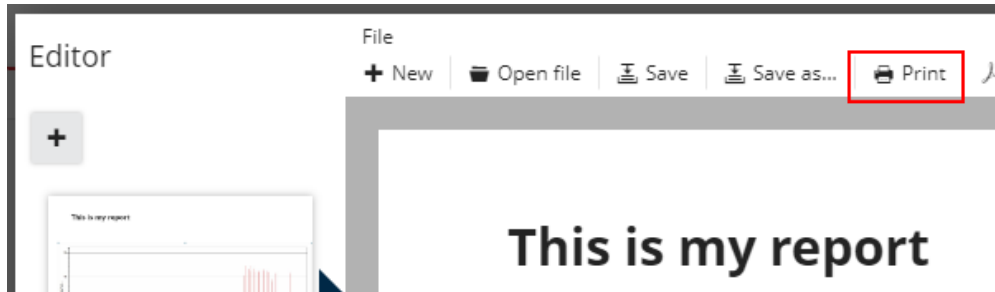 Editor
File
New Open file Save Save as... Print
This is my report
This is my report